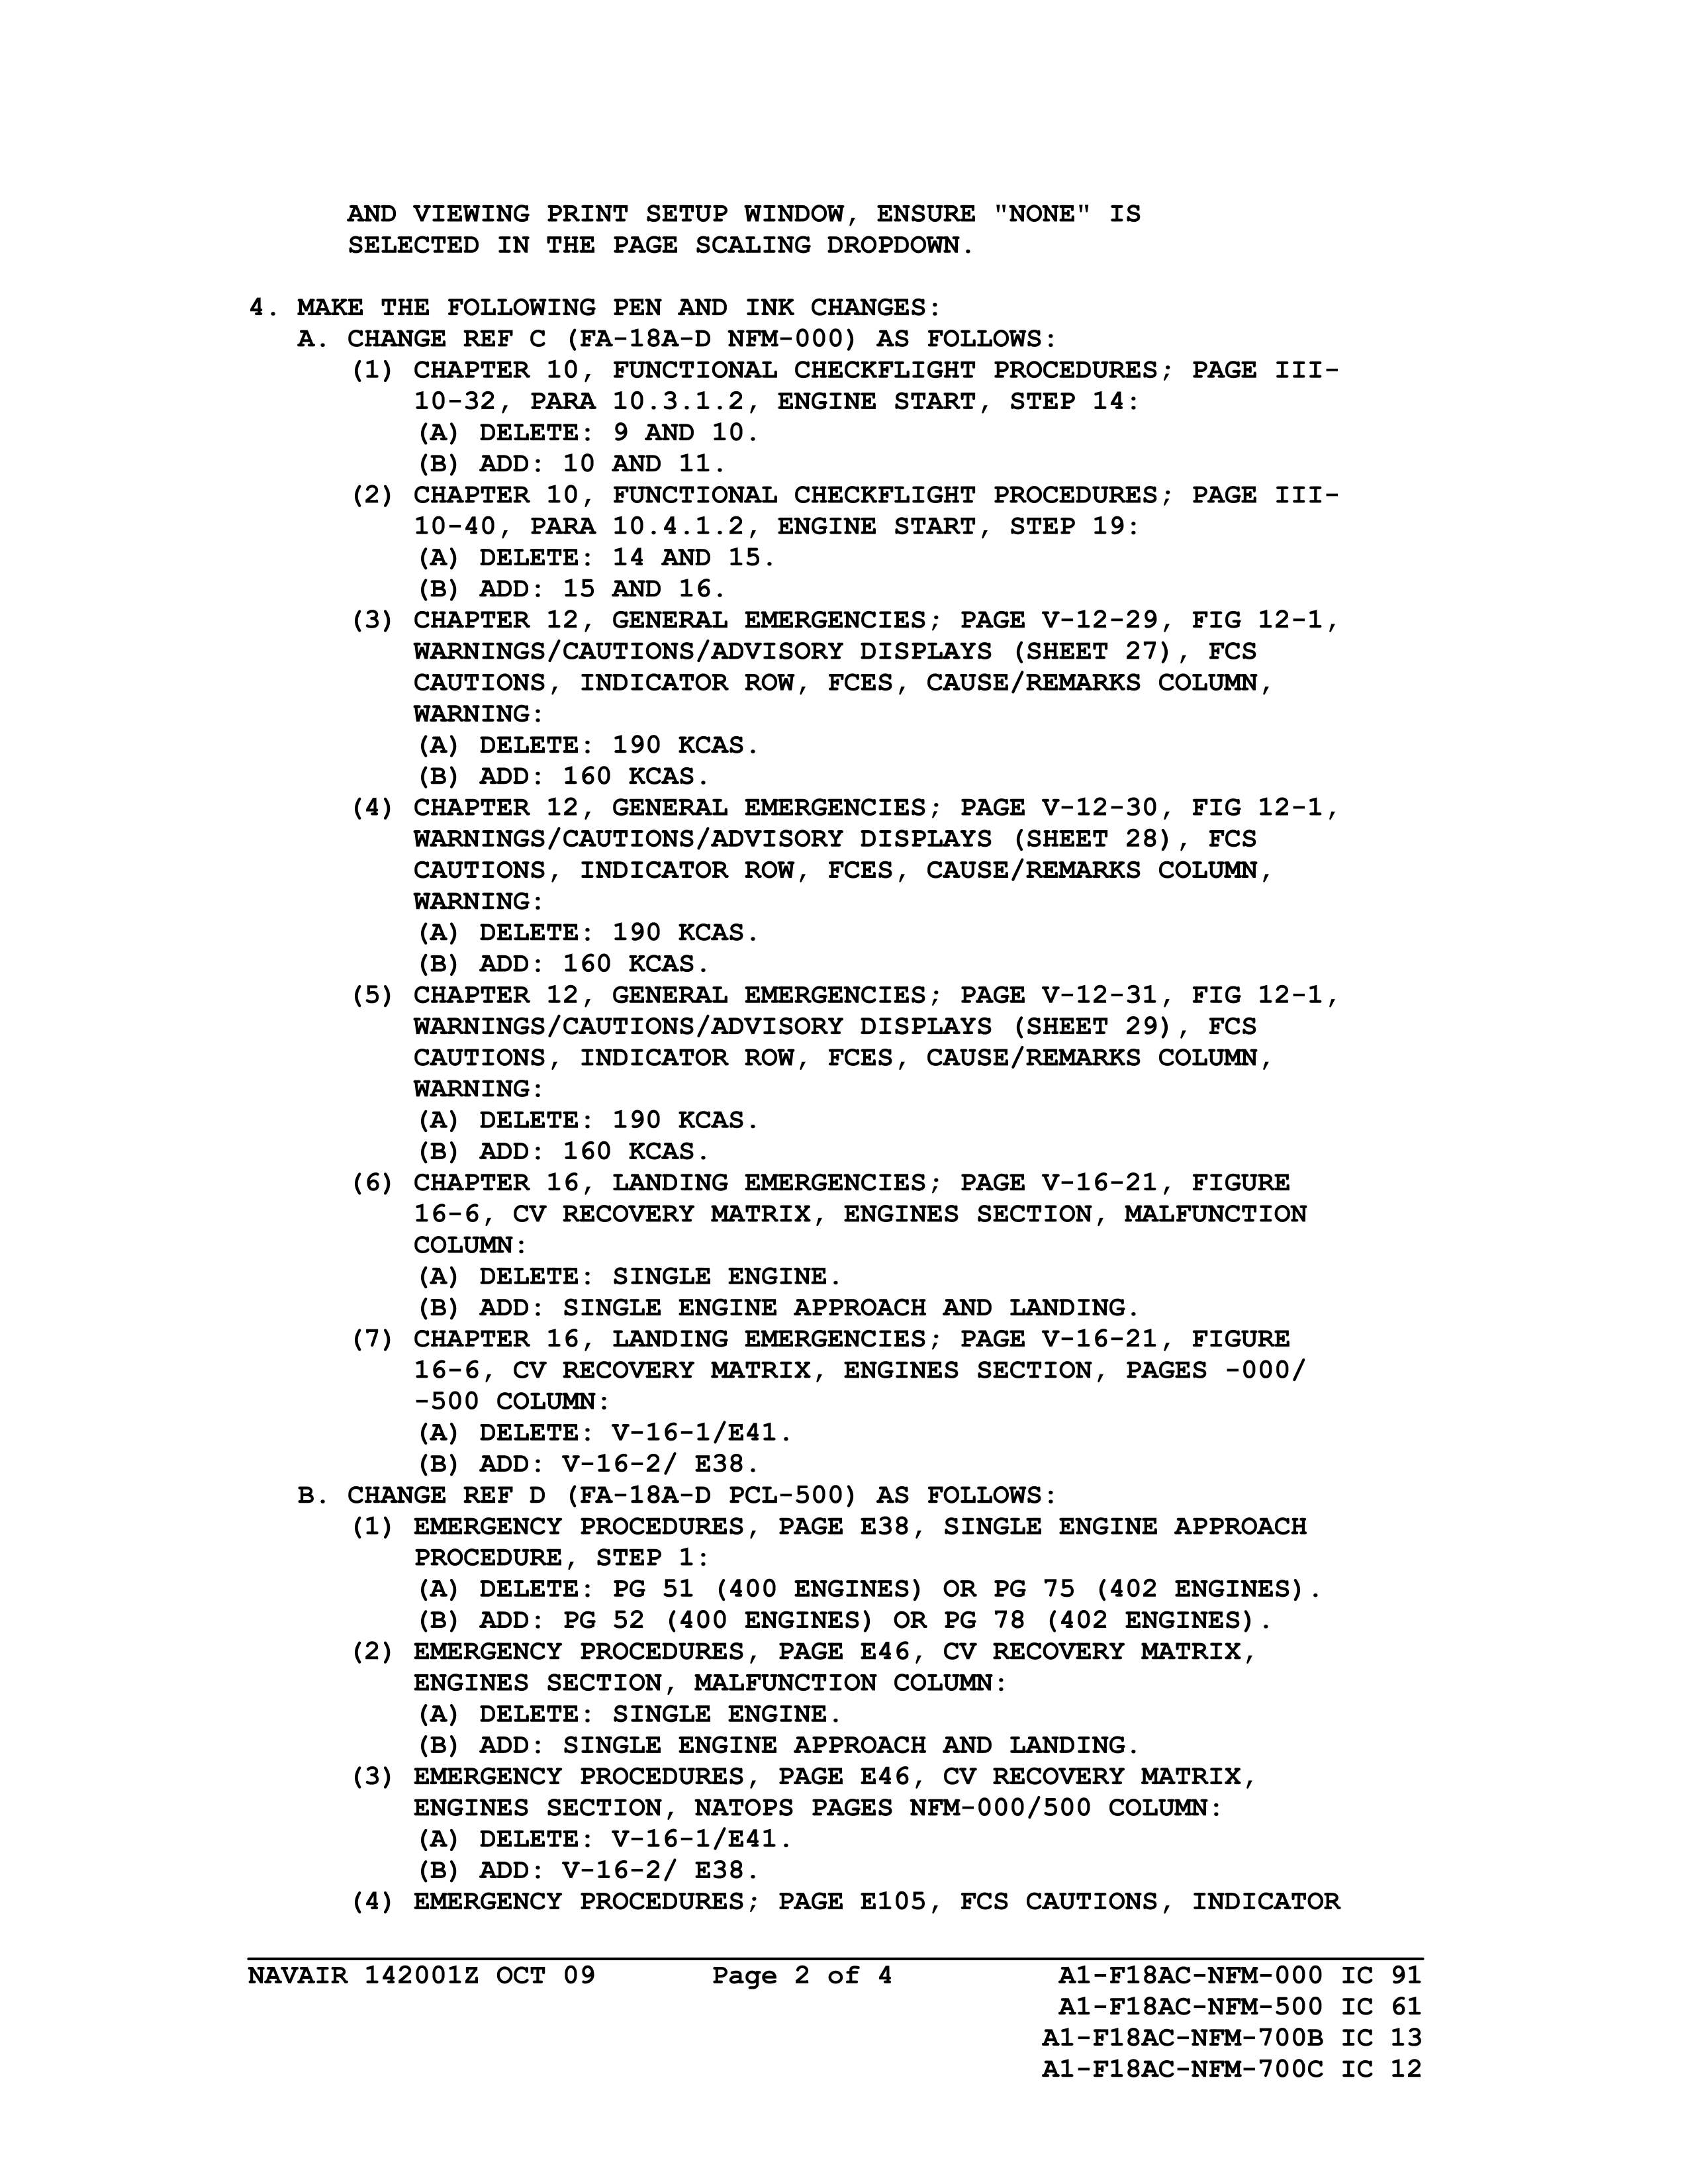 AND VIEWING PRINT SETUP WINDOW, ENSURE "NONE" IS
SELECTED IN THE PAGE SCALING DROPDOWN.
4. MAKE THE FOLLOWING PEN AND INK CHANGES:
A. CHANGE REF C (FA-18A-D NFM-000) AS FOLLOWS:
(1) CHAPTER 10, FUNCTIONAL CHECKFLIGHT PROCEDURES; PAGE III-
10-32, PARA 10.3.1.2, ENGINE START, STEP 14:
(A) DELETE: 9 AND 10.
(B) ADD: 10 AND 11.
(2) CHAPTER 10, FUNCTIONAL CHECKFLIGHT PROCEDURES; PAGE III-
10-40, PARA 10.4.1.2, ENGINE START, STEP 19:
(A) DELETE: 14 AND 15.
(B) ADD: 15 AND 16.
(3) CHAPTER 12, GENERAL EMERGENCIES; PAGE V-12-29, FIG 12-1,
WARNINGS/CAUTIONS/ADVISORY DISPLAYS (SHEET 27), FCS
CAUTIONS, INDICATOR ROW, FCES, CAUSE/REMARKS COLUMN,
WARNING:
(A) DELETE: 190 KCAS.
(B) ADD: 160 KCAS.
(4) CHAPTER 12, GENERAL EMERGENCIES; PAGE V-12-30, FIG 12-1,
WARNINGS/CAUTIONS/ADVISORY DISPLAYS (SHEET 28), FCS
CAUTIONS, INDICATOR ROW, FCES, CAUSE/REMARKS COLUMN,
WARNING:
(A) DELETE: 190 KCAS.
(B) ADD: 160 KCAS.
(5) CHAPTER 12, GENERAL EMERGENCIES; PAGE V-12-31, FIG 12-1,
WARNINGS/CAUTIONS/ADVISORY DISPLAYS (SHEET 29), FCS
CAUTIONS, INDICATOR ROW, FCES, CAUSE/REMARKS COLUMN,
WARNING:
(A) DELETE: 190 KCAS.
(B) ADD: 160 KCAS.
(6) CHAPTER 16, LANDING EMERGENCIES; PAGE V-16-21, FIGURE
16-6, CV RECOVERY MATRIX, ENGINES SECTION, MALFUNCTION
COLUMN:
(A) DELETE: SINGLE ENGINE.
(B) ADD: SINGLE ENGINE APPROACH AND LANDING.
(7) CHAPTER 16, LANDING EMERGENCIES; PAGE V-16-21, FIGURE
16-6, CV RECOVERY MATRIX, ENGINES SECTION, PAGES -000/
-500 COLUMN:
(A) DELETE: V-16-1/E41.
(B) ADD: V-16-2/ E38.
B. CHANGE REF D (FA-18A-D PCL-500) AS FOLLOWS:
(1) EMERGENCY PROCEDURES, PAGE E38, SINGLE ENGINE APPROACH
PROCEDURE, STEP 1:
(A) DELETE: PG 51 (400 ENGINES) OR PG 75 (402 ENGINES).
(B) ADD: PG 52 (400 ENGINES) OR PG 78 (402 ENGINES).
(2) EMERGENCY PROCEDURES, PAGE E46, CV RECOVERY MATRIX,
ENGINES SECTION, MALFUNCTION COLUMN:
(A) DELETE: SINGLE ENGINE.
(B) ADD: SINGLE ENGINE APPROACH AND LANDING.
(3) EMERGENCY PROCEDURES, PAGE E46, CV RECOVERY MATRIX,
ENGINES SECTION, NATOPS PAGES NFM-000/500 COLUMN:
(A) DELETE: V-16-1/E41.
(B) ADD: V-16-2/ E38.
(4) EMERGENCY PROCEDURES; PAGE E105, FCS CAUTIONS, INDICATOR
NAVAIR 142001Z OCT 09 Page 2 of 4 A1-F18AC-NFM-000 IC 91
A1-F18AC-NFM-500 IC 61
A1-F18AC-NFM-700B IC 13
A1-F18AC-NFM-700C IC 12